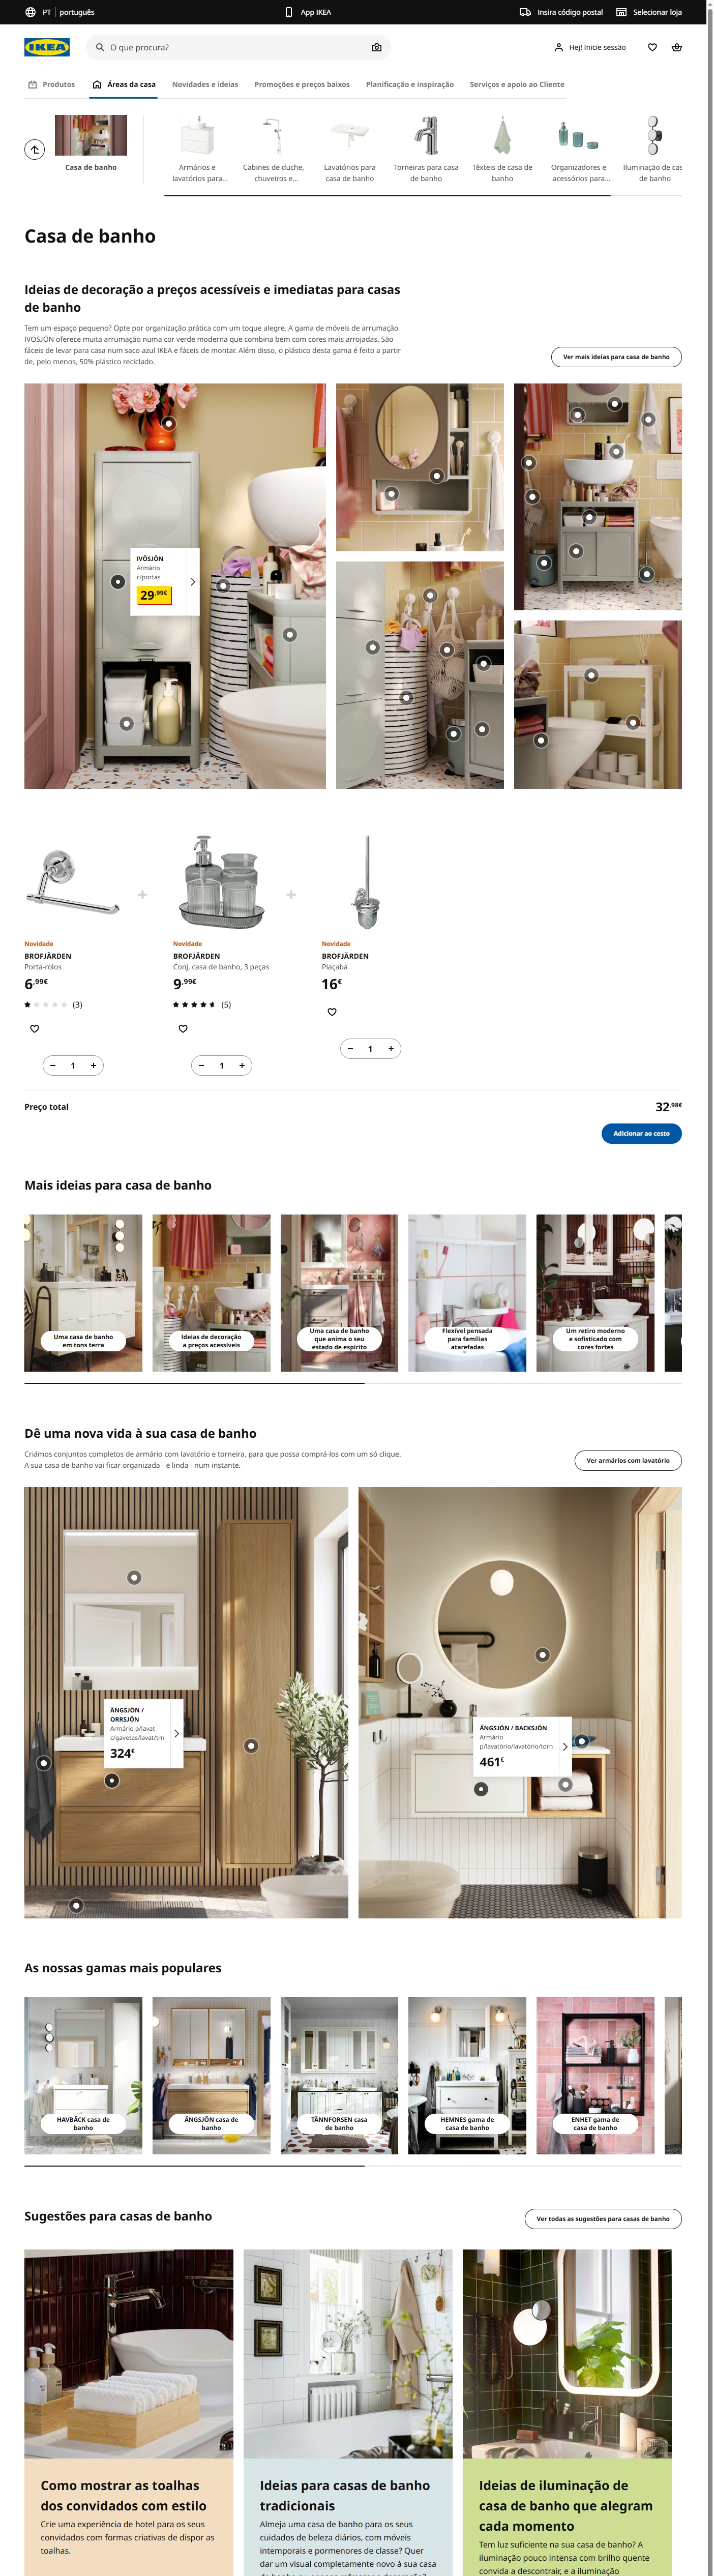 PT | português
App IKEA
Insira código postal
Selecionar loja
IKEA
O que procura?
Hej! Inicie sessão
Produtos
Áreas da casa
Novidades e ideias
Promoções e preços baixos
Planificação e inspiração
Serviços e apoio ao Cliente
Casa de banho
Armários e
lavatórios para...
Cabines de duche,
chuveiros e...
Lavatórios para
casa de banho
Torneiras para casa
de banho
Têxteis de casa de
banho
Organizadores e
acessórios para...
Iluminação de cas
de banho
Casa de banho
Ideias de decoração a preços acessíveis e imediatas para casas
de banho
Tem um espaço pequeno? Opte por organização prática com um toque alegre. A gama de móveis de arrumação
IVÖSJÖN oferece muita arrumação numa cor verde moderna que combina bem com cores mais arrojadas. São
fáceis de levar para casa num saco azul IKEA e fáceis de montar. Além disso, o plástico desta gama é feito a partir
de, pelo menos, 50% plástico reciclado.
Ver mais ideias para casa de banho
IVÖSJÖN
Armário
c/portas
29,99€
Novidade
BROFJÄRDEN
Porta-rolos
6,99€
(3)
1
Novidade
BROFJÄRDEN
Conj. casa de banho, 3 peças
9,99€
(5)
1
Novidade
BROFJÄRDEN
Piaçaba
16€
1
Preço total
32,98€
Adicionar ao cesto
Mais ideias para casa de banho
Uma casa de banho
em tons terra
Ideias de decoração
a preços acessíveis
Uma casa de banho
que anima o seu
estado de espírito
Flexível pensada
para famílias
atarefadas
Um retiro moderno
e sofisticado com
cores fortes
Dê uma nova vida à sua casa de banho
Criámos conjuntos completos de armário com lavatório e torneira, para que possa comprá-los com um só clique.
A sua casa de banho vai ficar organizada - e linda - num instante.
Ver armários com lavatório
ÄNGSJÖN /
ORRSJÖN
Armário p/lavat
c/gavetas/lavat/trn
324€
ÄNGSJÖN / BACKSJÖN
Armário
p/lavatório/lavatório/torn
461€
As nossas gamas mais populares
HAVBÄCK casa de
banho
ÄNGSJÖN casa de
banho
TÄNNFORSEN casa
de banho
HEMNES gama de
casa de banho
ENHET gama de
casa de banho
Sugestões para casas de banho
Ver todas as sugestões para casas de banho
Como mostrar as toalhas
dos convidados com estilo
Crie uma experiência de hotel para os seus
convidados com formas criativas de dispor as
toalhas.
Ideias para casas de banho
tradicionais
Almeja uma casa de banho para os seus
cuidados de beleza diários, com móveis
intemporais e pormenores de classe? Quer
dar um visual completamente novo à sua casa
Ideias de iluminação de
casa de banho que alegram
cada momento
Tem luz suficiente na sua casa de banho? A
iluminação pouco intensa com brilho quente
convida a descontrair, e a iluminação